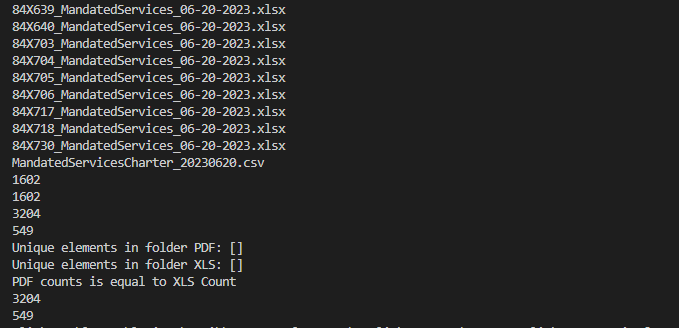 84X639_MandatedServices_06-20-2023.xlsx
84X640_MandatedServices_06-20-2023.xlsx
84X703_MandatedServices_06-20-2023.xlsx
84X704_MandatedServices_06-20-2023.xlsx
84X705_MandatedServices_06-20-2023.xlsx
84X706_MandatedServices_06-20-2023.xlsx
84X717_MandatedServices_06-20-2023.xlsx
84X718_MandatedServices_06-20-2023.xlsx
84X730_MandatedServices_06-20-2023.xlsx
MandatedServicesCharter_20230620.csv
1602
1602
3204
549
Unique elements in folder PDF: []
Unique elements in folder XLS: []
PDF counts is equal to XLS Count
3204
549